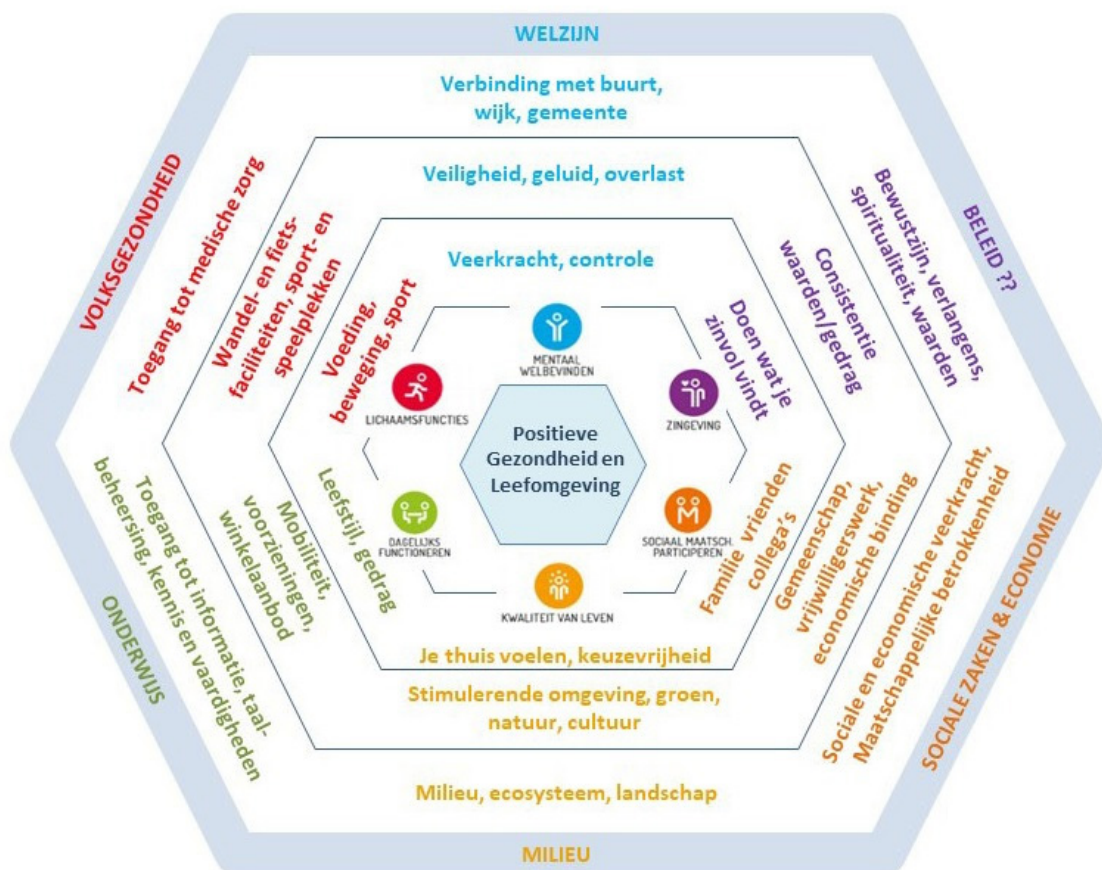 WELZIJN
Verbinding met buurt,
wijk, gemeente
Veiligheid, geluid, overlast
Veerkracht, controle
MENTAAL
WELBEVINDEN
VOLKSGEZONDHEID
Toegang tot medische zorg
Wandel- en fiets-
faciliteiten, sport- en
speelplekken
Voeding,
beweging, sport
LICHAAMSFUNCTIES
BELEID ??
Bewustzijn, verlangens,
spiritualiteit, waarden
Consistentie
waarden/gedrag
Doen wat je
zinvol vindt
ZINGEVING
Positieve
Gezondheid en
Leefomgeving
ONDERWIJS
Toegang tot informatie, taal-
beheersing, kennis en vaardigheden
Mobiliteit,
voorzieningen,
winkelaanbod
Leefstijl, gedrag
DAGELIJKS
FUNCTIONEREN
SOCIAAL MAATSCH.
PARTICIPEREN
Familie vrienden
collega's
Gemeenschap,
vrijwilligerswerk,
economische binding
Sociale en economische veerkracht,
Maatschappelijke betrokkenheid
SOCIALE ZAKEN & ECONOMIE
KWALITEIT VAN LEVEN
Je thuis voelen, keuzevrijheid
Stimulerende omgeving, groen,
natuur, cultuur
Milieu, ecosysteem, landschap
MILIEU